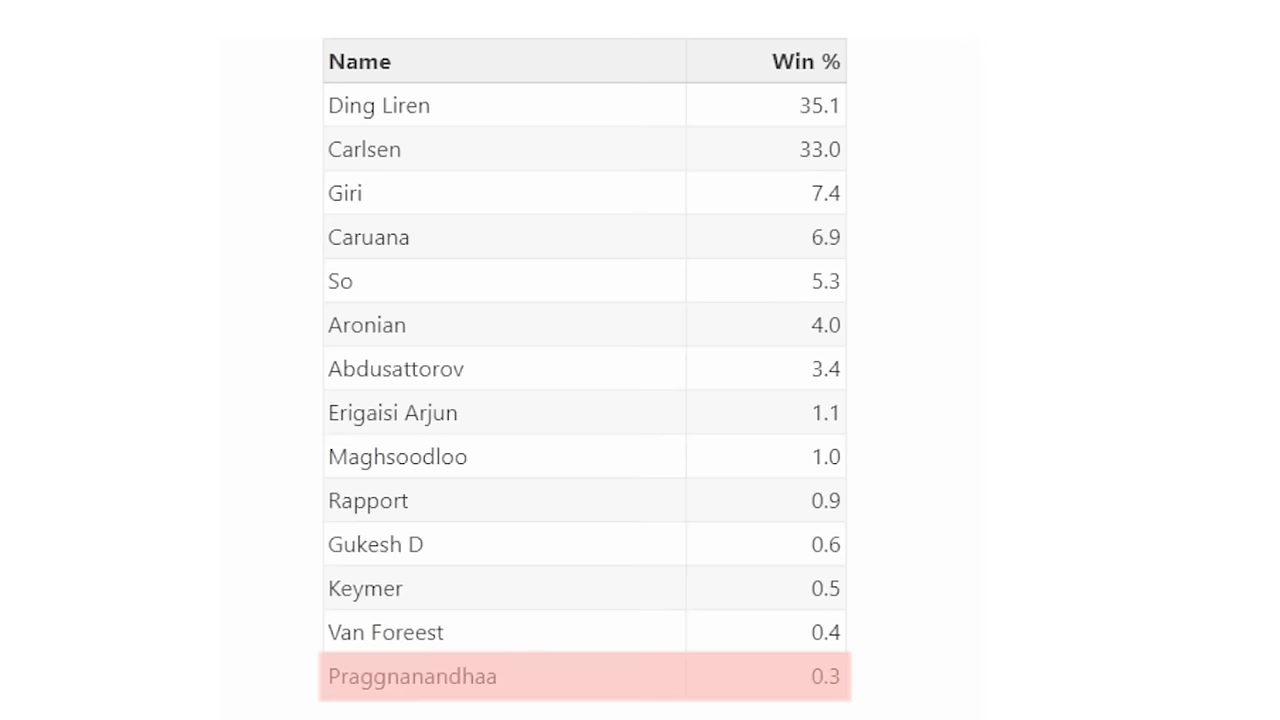 Name Win %
Ding Liren 35.1
Carlsen 33.0
Giri 7.4
Caruana 6.9
So 5.3
Aronian 4.0
Abdusattorov 3.4
Erigaisi Arjun 1.1
Maghsoodloo 1.0
Rapport 0.9
Gukesh D 0.6
Keymer 0.5
Van Foreest 0.4
Praggnanandhaa 0.3